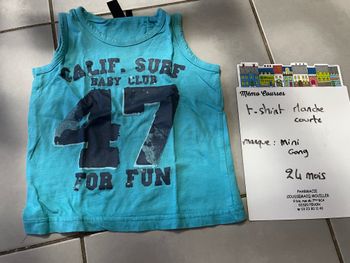 CALIF. SURF
BABY CLUB
47
FOR FUN
Mémo Courses
t-shirt manche
courte
marque : mini
Gang
24 mois
PHARMACIE